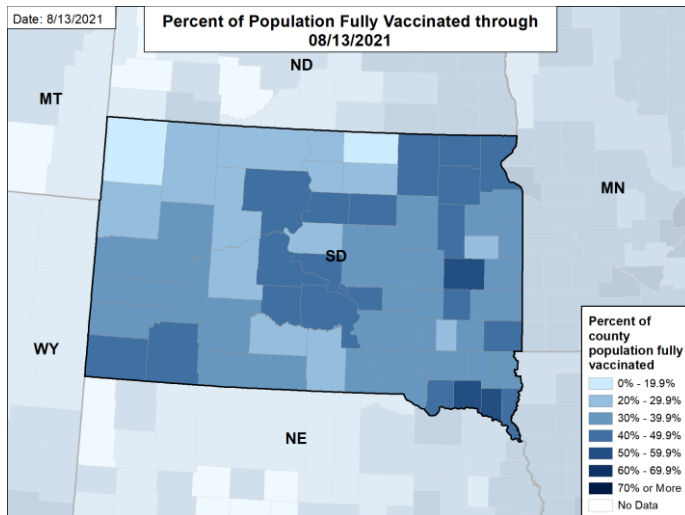 Date: 8/13/2021
Percent of Population Fully Vaccinated through
08/13/2021
ND
MT
MN
SD
WY
NE
Percent of
county
population fully
vaccinated
0% - 19.9%
20% - 29.9%
30% - 39.9%
40% - 49.9%
50% - 59.9%
60% - 69.9%
70% or More
No Data